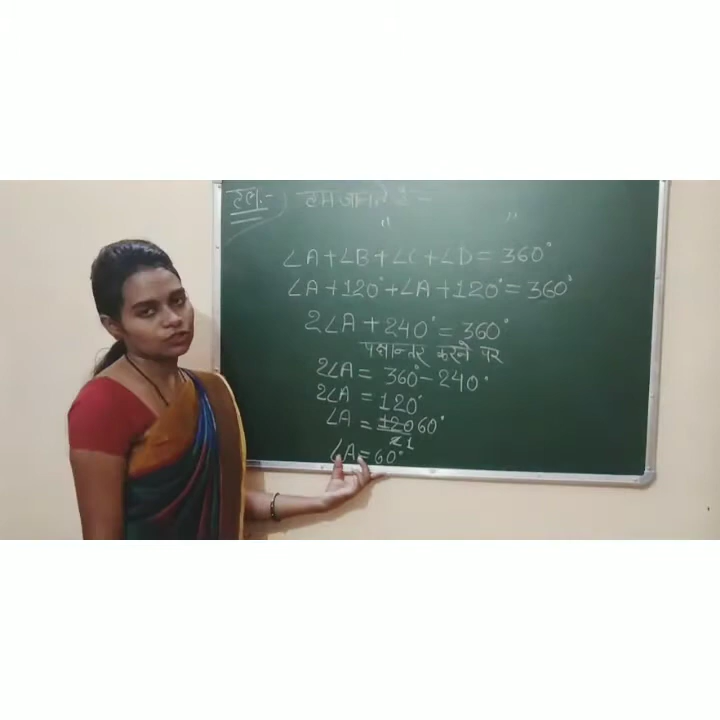 हल:- हम जानते हैं -
" "
∠A+∠B+∠C+∠D=360°
∠A+120°+∠A+120°=360°
2∠A+240°=360°
पक्षान्तर करने पर
2∠A=360°-240°
2∠A=120°
∠A=120 60°
2 1
∠A=60°